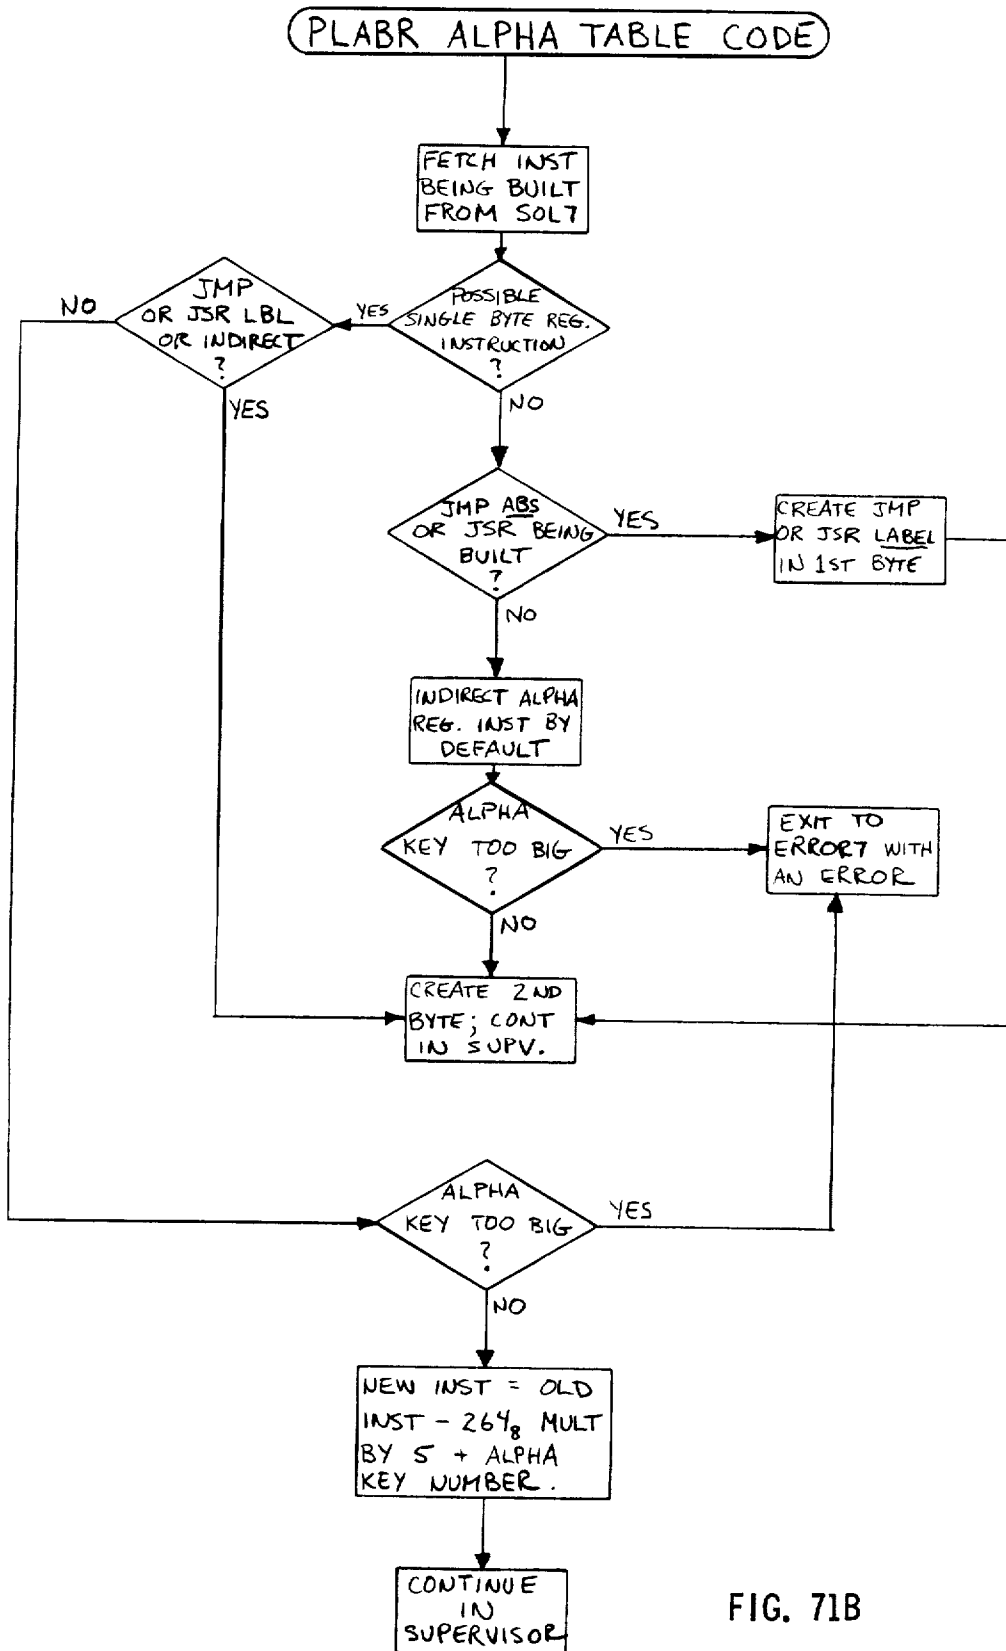 PLABR ALPHA TABLE CODE
FETCH INST
BEING BUILT
FROM SOL7
POSSIBLE
SINGLE BYTE REG.
INSTRUCTION
?
YES
NO
JMP
OR JSR LBL
OR INDIRECT
?
NO
YES
JMP ABS
OR JSR BEING
BUILT
?
YES
NO
CREATE JMP
OR JSR LABEL
IN 1ST BYTE
INDIRECT ALPHA
REG. INST BY
DEFAULT
ALPHA
KEY TOO BIG
?
YES
NO
EXIT TO
ERROR7 WITH
AN ERROR
CREATE 2ND
BYTE; CONT
IN SUPV.
ALPHA
KEY TOO BIG
?
YES
NO
NEW INST = OLD
INST - 264₈ MULT
BY 5 + ALPHA
KEY NUMBER.
CONTINUE
IN
SUPERVISOR
FIG. 71B